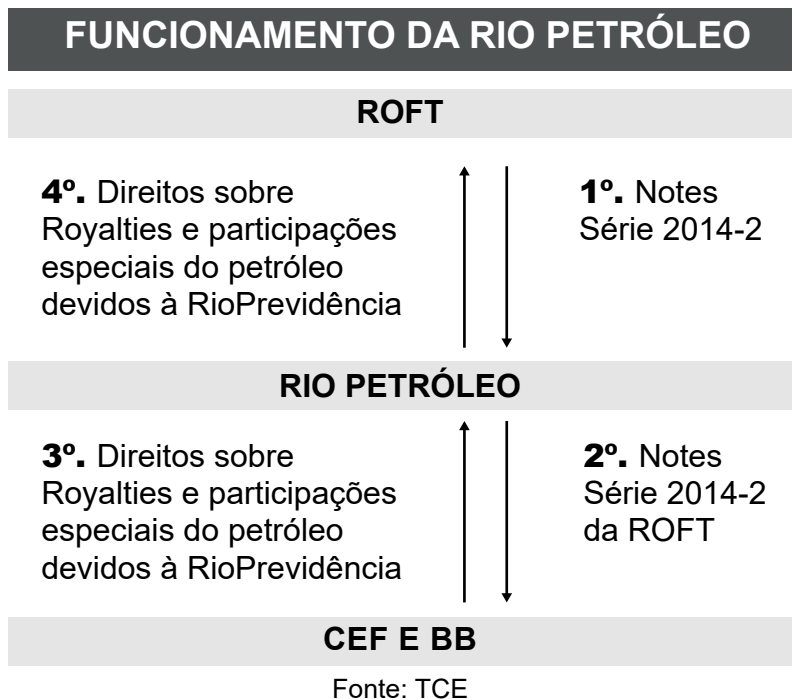 FUNCIONAMENTO DA RIO PETRÓLEO
ROFT
4º. Direitos sobre
Royalties e participações
especiais do petróleo
devidos à RioPrevidência
1º. Notes
Série 2014-2
RIO PETRÓLEO
3º. Direitos sobre
Royalties e participações
especiais do petróleo
devidos à RioPrevidência
2º. Notes
Série 2014-2
da ROFT
CEF E BB
Fonte: TCE